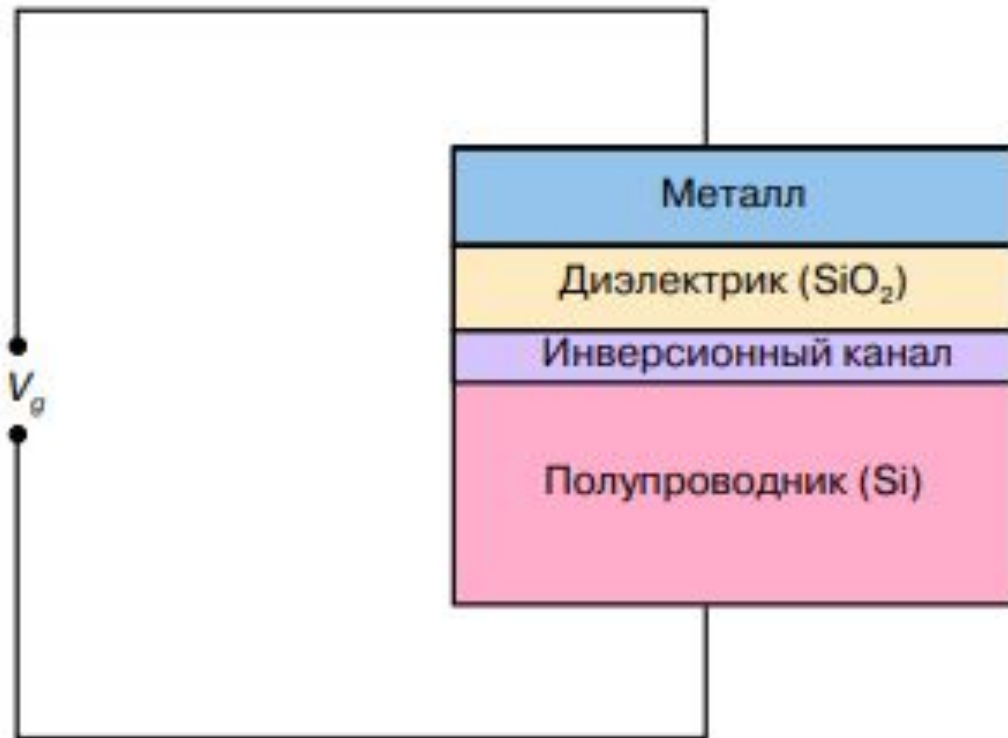 Металл
Диэлектрик (SiO₂)
Инверсионный канал
V_g
Полупроводник (Si)